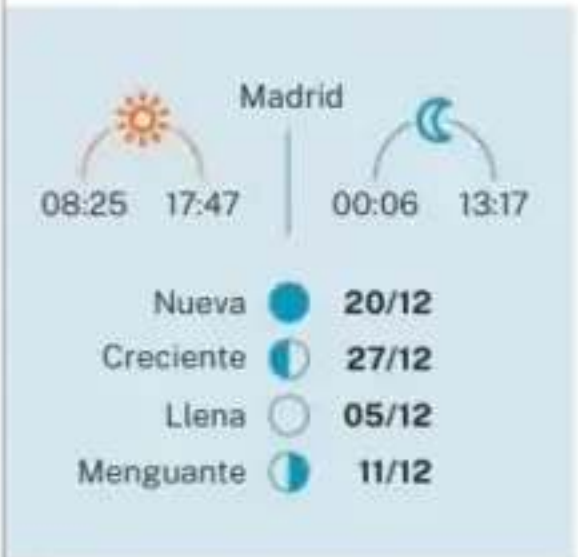 Madrid
08:25 17:47 00:06 13:17
Nueva 20/12
Creciente 27/12
Llena 05/12
Menguante 11/12